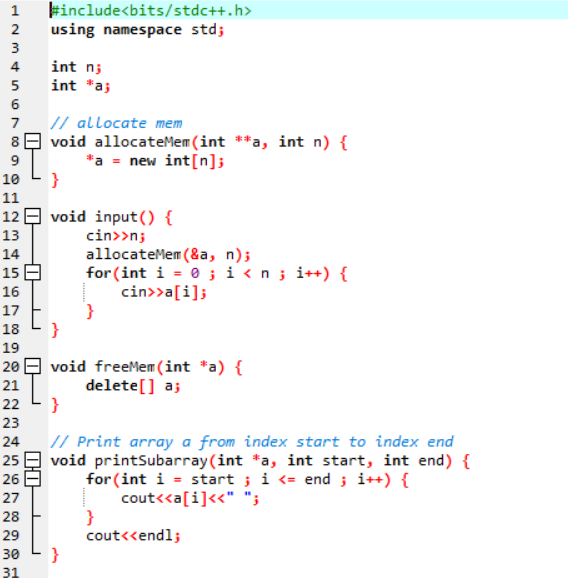 1 #include<bits/stdc++.h>
2 using namespace std;
3
4 int n;
5 int *a;
6
7 // allocate mem
8 void allocateMem(int **a, int n) {
9     *a = new int[n];
10 }
11
12 void input() {
13     cin>>n;
14     allocateMem(&a, n);
15     for(int i = 0 ; i < n ; i++) {
16         cin>>a[i];
17     }
18 }
19
20 void freeMem(int *a) {
21     delete[] a;
22 }
23
24 // Print array a from index start to index end
25 void printSubarray(int *a, int start, int end) {
26     for(int i = start ; i <= end ; i++) {
27         cout<<a[i]<<" ";
28     }
29     cout<<endl;
30 }
31